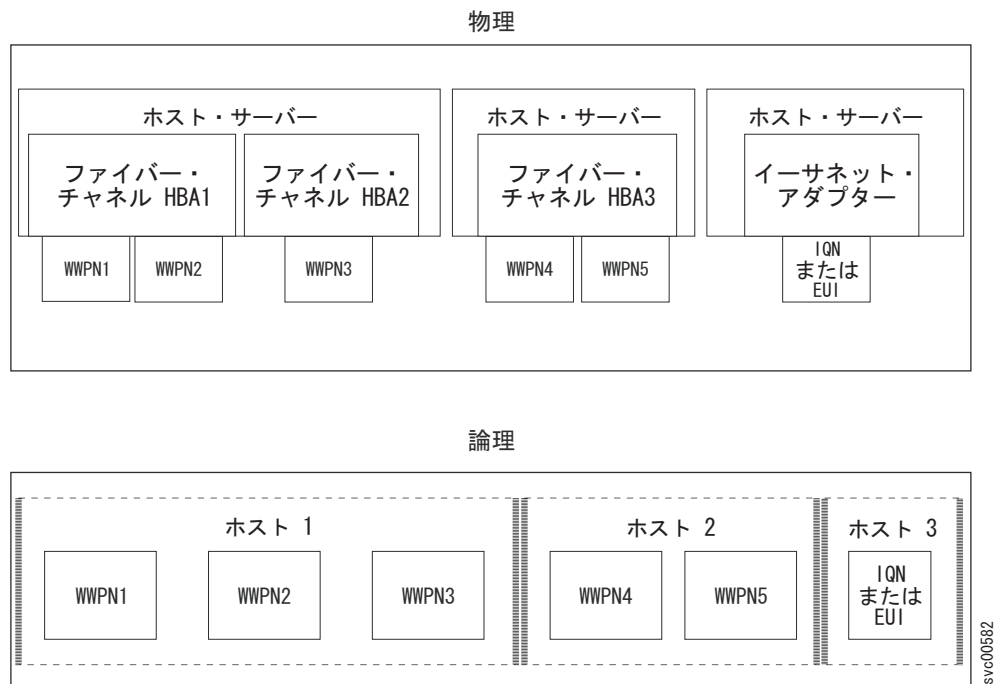 物理
ホスト・サーバー
ホスト・サーバー
ホスト・サーバー
ファイバー・
チャネル HBA1
ファイバー・
チャネル HBA2
ファイバー・
チャネル HBA3
イーサネット・
アダプター
WWPN1
WWPN2
WWPN3
WWPN4
WWPN5
IQN
または
EUI
論理
ホスト 1
ホスト 2
ホスト 3
WWPN1
WWPN2
WWPN3
WWPN4
WWPN5
IQN
または
EUI
svc00582